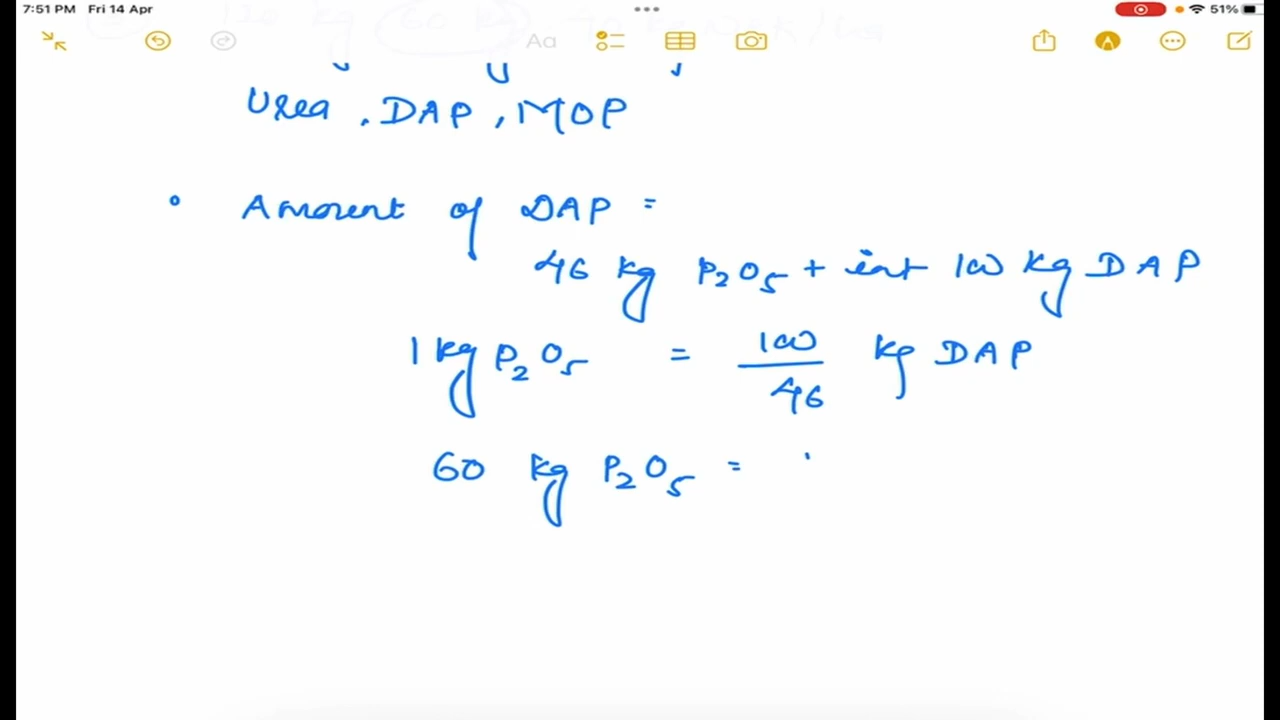 7:51 PM Fri 14 Apr
51%
Aa
Urea, DAP, MOP
Amount of DAP =
46 kg P₂O₅ + int 100 kg DAP
1 kg P₂O₅ = 100/46 kg DAP
60 kg P₂O₅ =